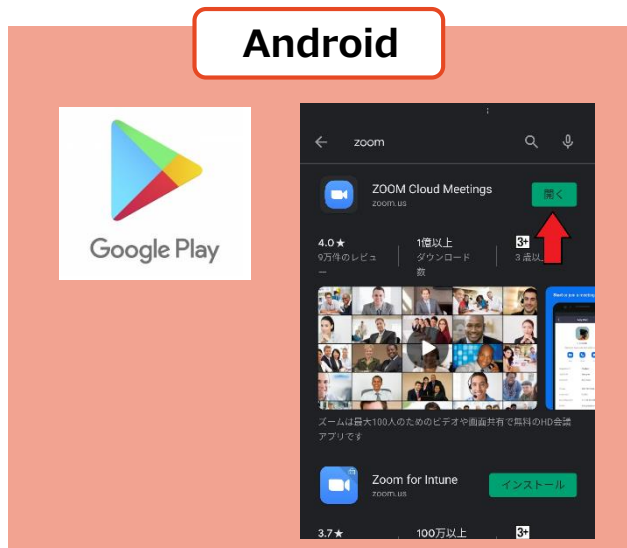 Android
Google Play
zoom
ZOOM Cloud Meetings
zoom.us
開く
4.0★
9万件のレビュ
ー
1億以上
ダウンロード
数
3+
3 歳以
ズームは最大100人のためのビデオや画面共有で無料のHD会議
アプリです
Zoom for Intune
zoom.us
インストール
3.7★
100万以上
3+